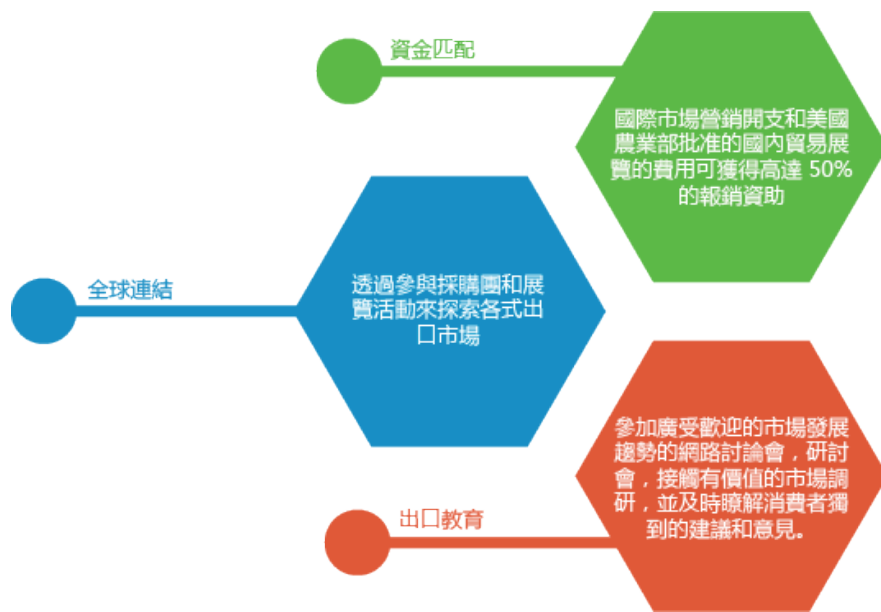 資金匹配
國際市場營銷開支和美國
農業部批准的國內貿易展
覽的費用可獲得高達 50%
的報銷資助
全球連結
透過參與採購團和展
覽活動來探索各式出
口市場
出口教育
參加廣受歡迎的市場發展
趨勢的網路討論會，研討
會，接觸有價值的市場調
研，並及時瞭解消費者獨
到的建議和意見。